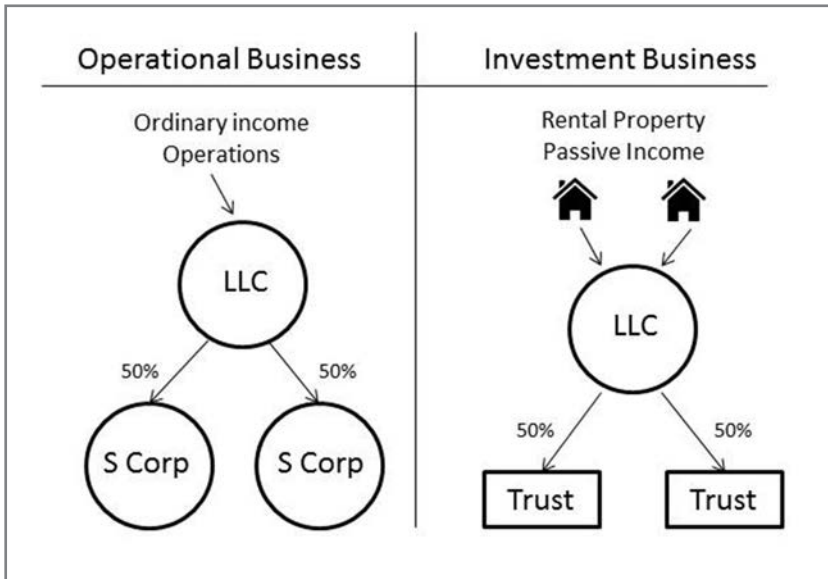 Operational Business
Ordinary income
Operations
LLC
50%
50%
S Corp
S Corp
Investment Business
Rental Property
Passive Income
LLC
50%
50%
Trust
Trust